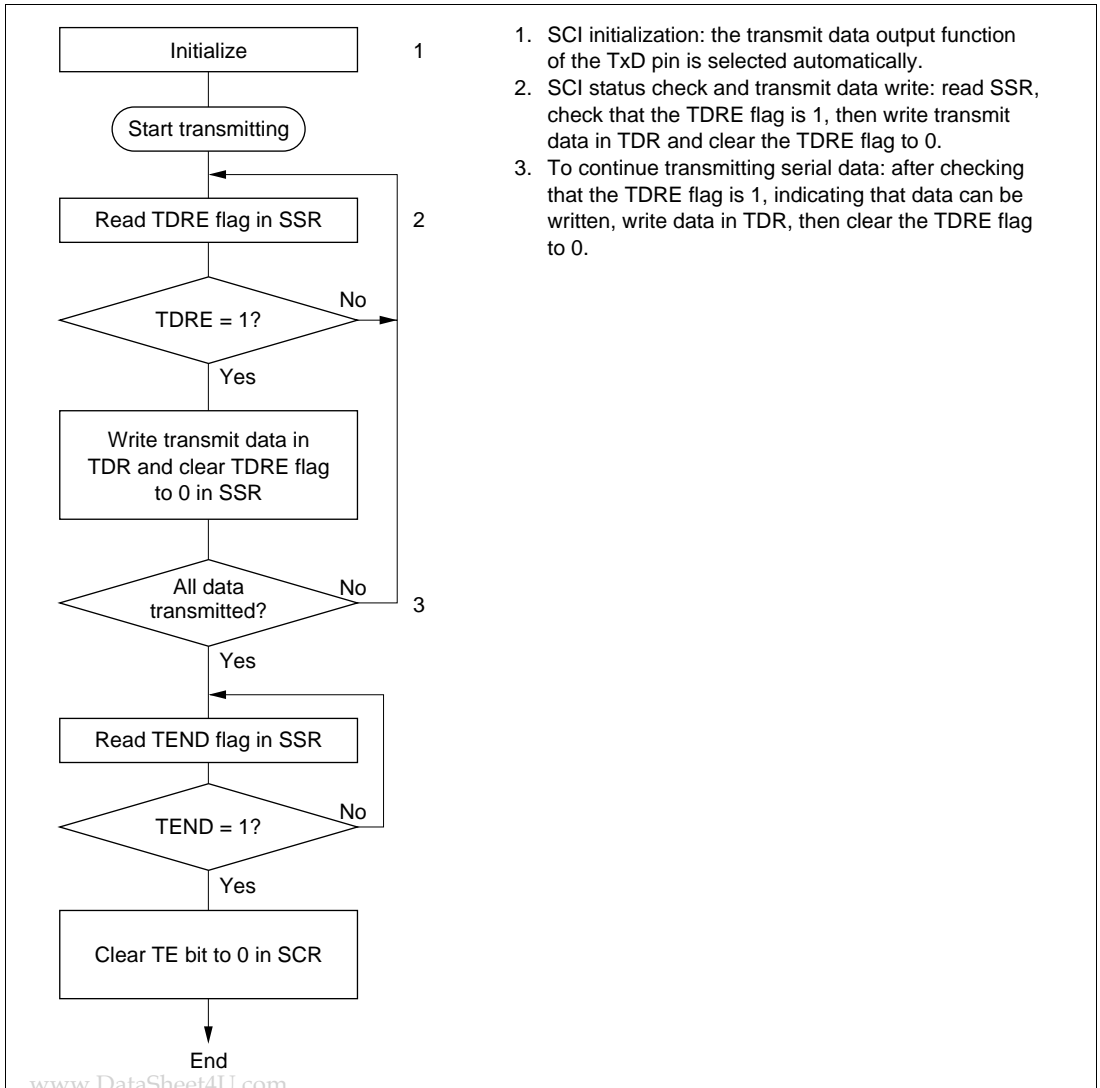 Initialize
1
Start transmitting
Read TDRE flag in SSR
2
No
TDRE = 1?
Yes
Write transmit data in
TDR and clear TDRE flag
to 0 in SSR
All data
transmitted?
No
3
Yes
Read TEND flag in SSR
No
TEND = 1?
Yes
Clear TE bit to 0 in SCR
End
1. SCI initialization: the transmit data output function
of the TxD pin is selected automatically.
2. SCI status check and transmit data write: read SSR,
check that the TDRE flag is 1, then write transmit
data in TDR and clear the TDRE flag to 0.
3. To continue transmitting serial data: after checking
that the TDRE flag is 1, indicating that data can be
written, write data in TDR, then clear the TDRE flag
to 0.
www.DataSheet4U.com